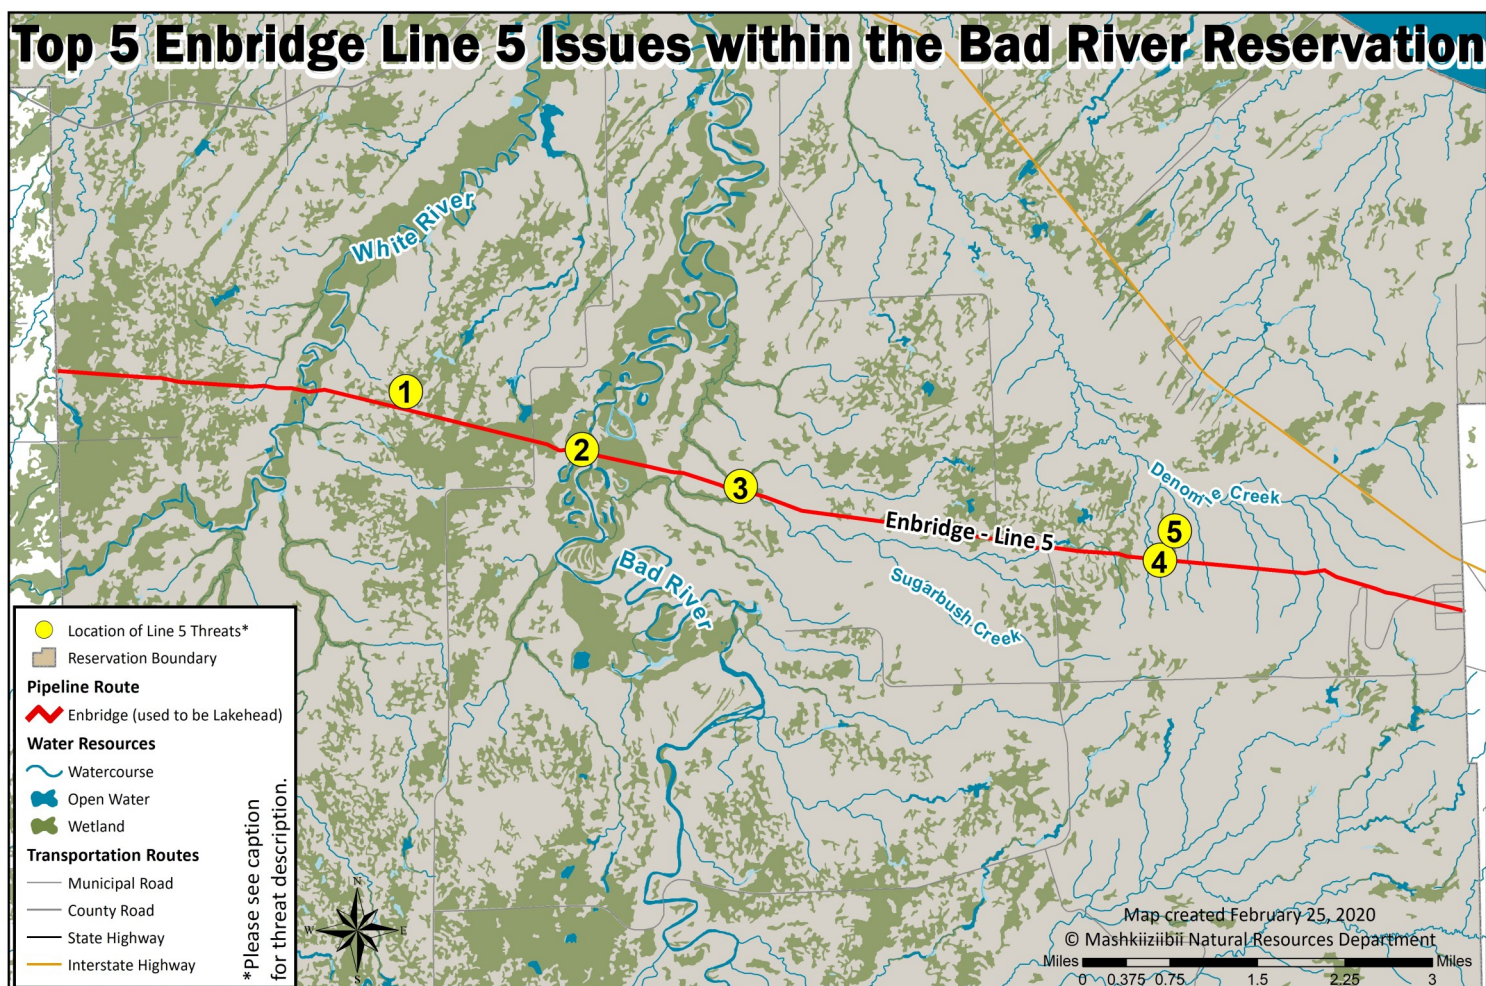 Top 5 Enbridge Line 5 Issues within the Bad River Reservation
White River
1
2
3
Enbridge - Line 5
Denomie Creek
5
4
Sugarbush Creek
Bad River
Location of Line 5 Threats*
Reservation Boundary
Pipeline Route
Enbridge (used to be Lakehead)
Water Resources
Watercourse
Open Water
Wetland
Transportation Routes
Municipal Road
County Road
State Highway
Interstate Highway
*Please see caption
for threat description.
N
W
E
S
Map created February 25, 2020
© Mashkiiziibii Natural Resources Department
Miles
Miles
0 0.375 0.75 1.5 2.25 3